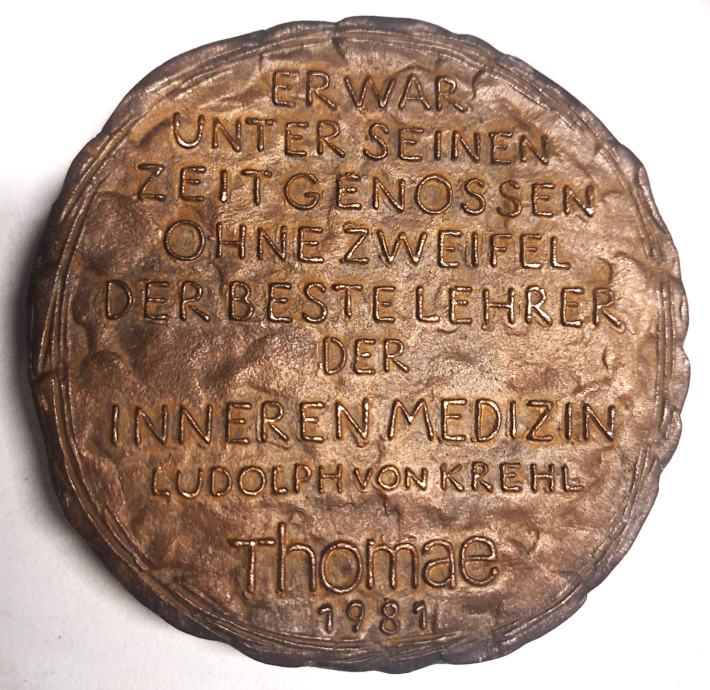 ER WAR
UNTER SEINEN
ZEITGENOSSEN
OHNE ZWEIFEL
DER BESTE LEHRER
DER
INNEREN MEDIZIN
LUDOLPH VON KREHL
Thomae
1981